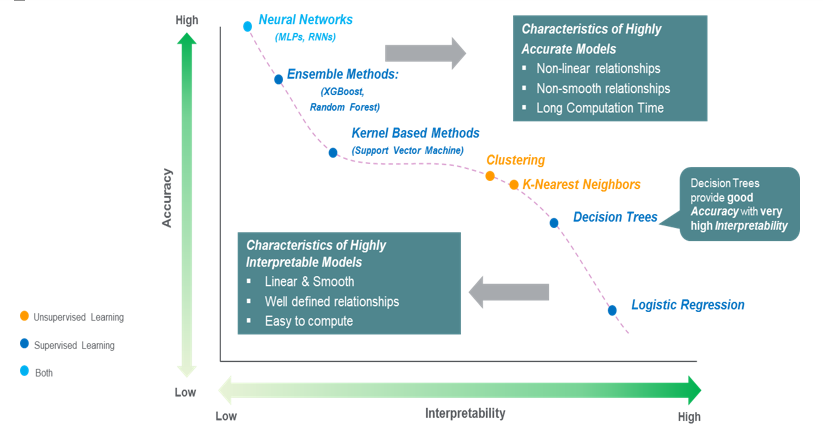 High
Neural Networks
(MLPs, RNNs)
Characteristics of Highly
Accurate Models
▪ Non-linear relationships
▪ Non-smooth relationships
▪ Long Computation Time
Ensemble Methods:
(XGBoost,
Random Forest)
Kernel Based Methods
(Support Vector Machine)
Clustering
K-Nearest Neighbors
Decision Trees
Decision Trees
provide good
Accuracy with very
high Interpretability
Accuracy
Characteristics of Highly
Interpretable Models
▪ Linear & Smooth
▪ Well defined relationships
▪ Easy to compute
Logistic Regression
Unsupervised Learning
Supervised Learning
Both
Low
Low
Interpretability
High